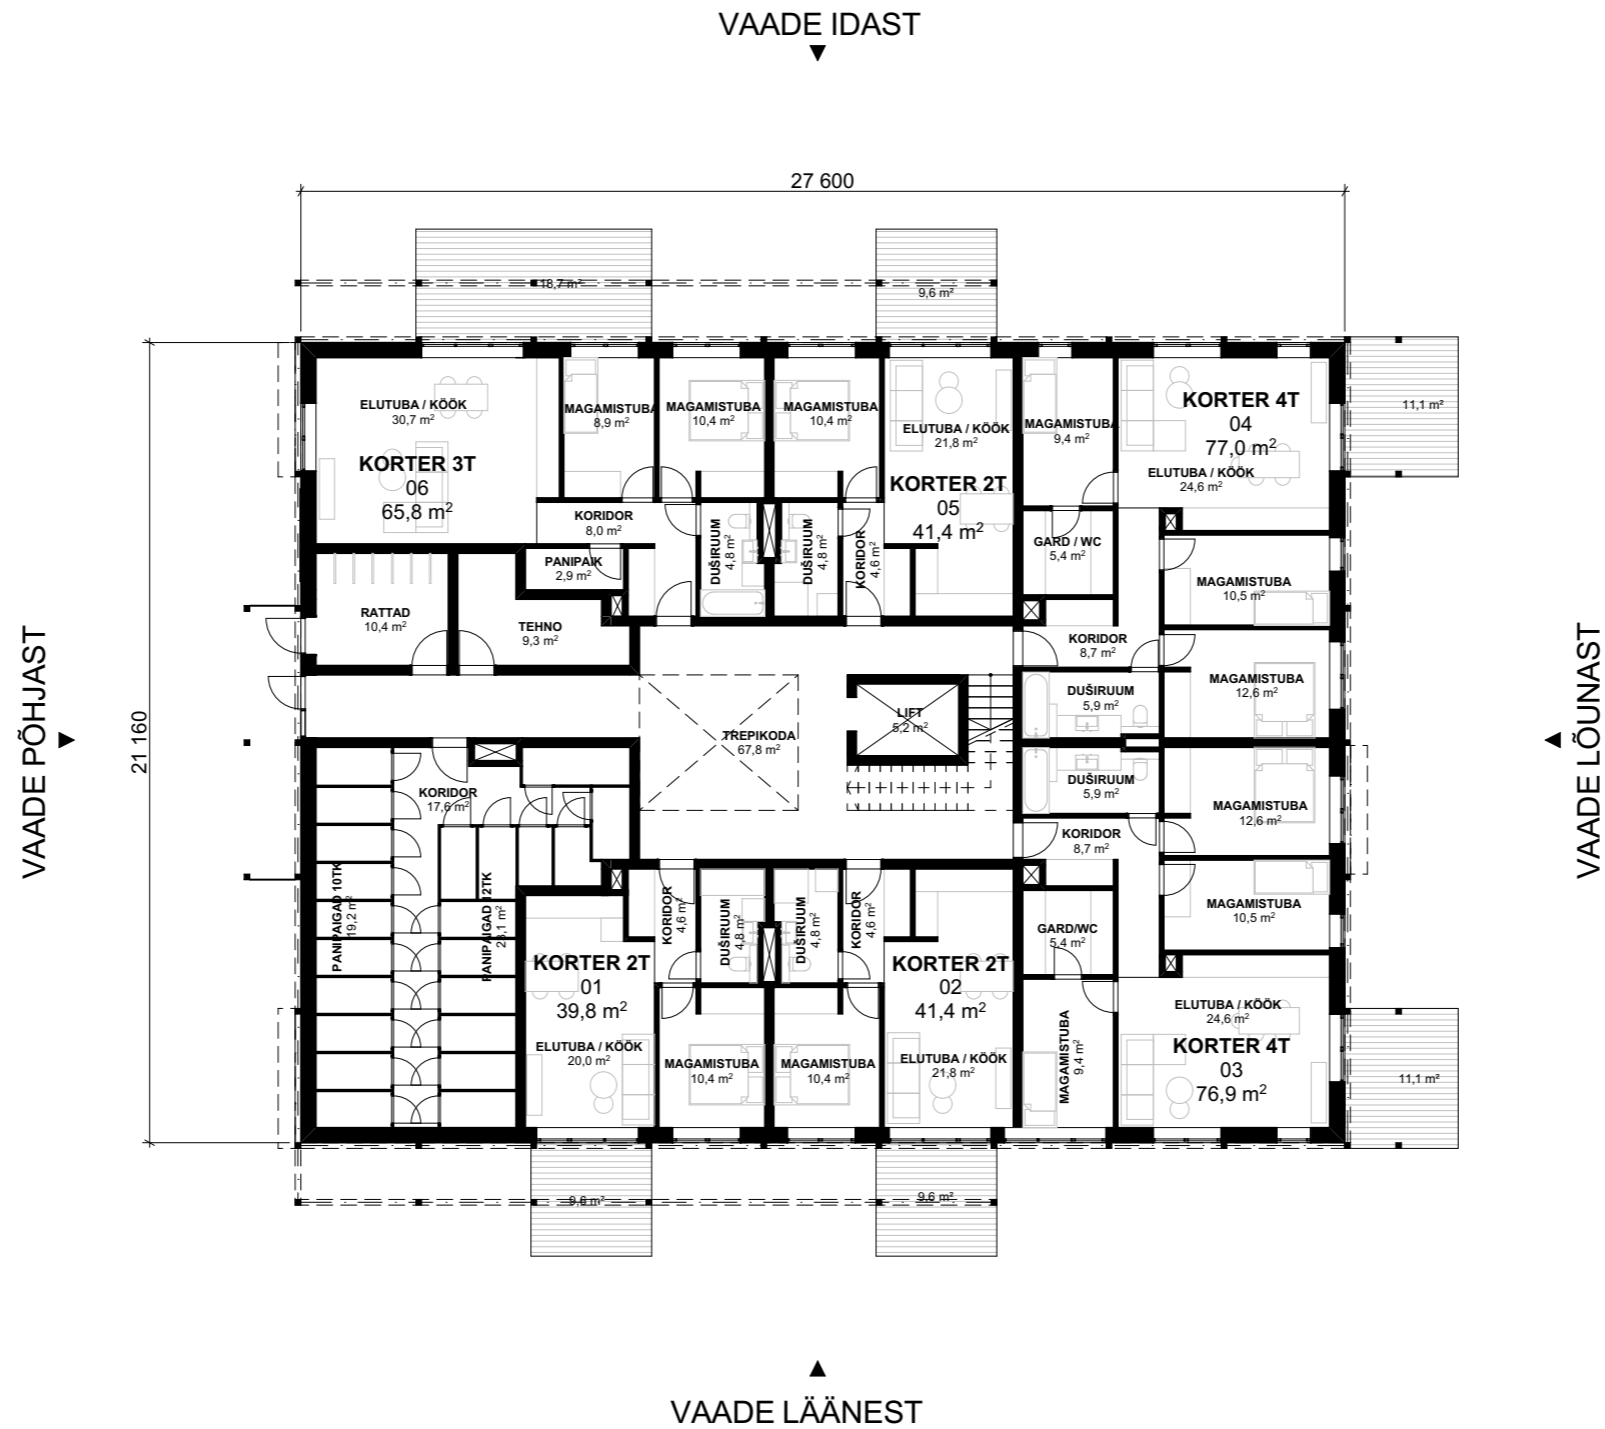 VAADE IDAST
27 600
18,7 m²
9,6 m²
ELUTUBA / KÖÖK
30,7 m²
KORTER 3T
06
65,8 m²
MAGAMISTUBA
8,9 m²
MAGAMISTUBA
10,4 m²
MAGAMISTUBA
10,4 m²
ELUTUBA / KÖÖK
21,8 m²
KORTER 2T
05
41,4 m²
MAGAMISTUBA
9,4 m²
KORTER 4T
04
77,0 m²
ELUTUBA / KÖÖK
24,6 m²
11,1 m²
KORIDOR
8,0 m²
PANIPAIK
2,9 m²
DUŠIRUUM
4,8 m²
DUŠIRUUM
4,8 m²
KORIDOR
4,6 m²
GARD / WC
5,4 m²
MAGAMISTUBA
10,5 m²
RATTAD
10,4 m²
TEHNO
9,3 m²
KORIDOR
8,7 m²
MAGAMISTUBA
12,6 m²
DUŠIRUUM
5,9 m²
LIFT
5,2 m²
TREPIKODA
67,8 m²
VAADE PÕHJAST
21 160
VAADE LÕUNAST
KORIDOR
17,6 m²
DUŠIRUUM
5,9 m²
MAGAMISTUBA
12,6 m²
KORIDOR
8,7 m²
PANIPAIGAD 10TK
19,2 m²
PANIPAIGAD 12TK
23,1 m²
KORIDOR
4,6 m²
DUŠIRUUM
4,8 m²
DUŠIRUUM
4,8 m²
KORIDOR
4,6 m²
MAGAMISTUBA
10,5 m²
GARD/WC
5,4 m²
KORTER 2T
01
39,8 m²
ELUTUBA / KÖÖK
20,0 m²
MAGAMISTUBA
10,4 m²
MAGAMISTUBA
10,4 m²
KORTER 2T
02
41,4 m²
ELUTUBA / KÖÖK
21,8 m²
MAGAMISTUBA
9,4 m²
ELUTUBA / KÖÖK
24,6 m²
KORTER 4T
03
76,9 m²
11,1 m²
9,6 m²
9,6 m²
VAADE LÄÄNEST